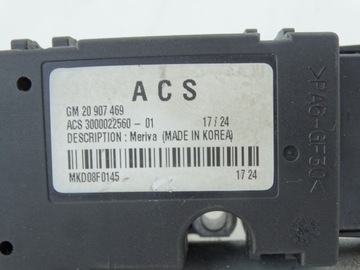 ACS
GM 20 907 469
ACS 3000022560 - 01 17 / 24
DESCRIPTION : Meriva (MADE IN KOREA)
MKD08F0145 17 24
>PA6-GF30<